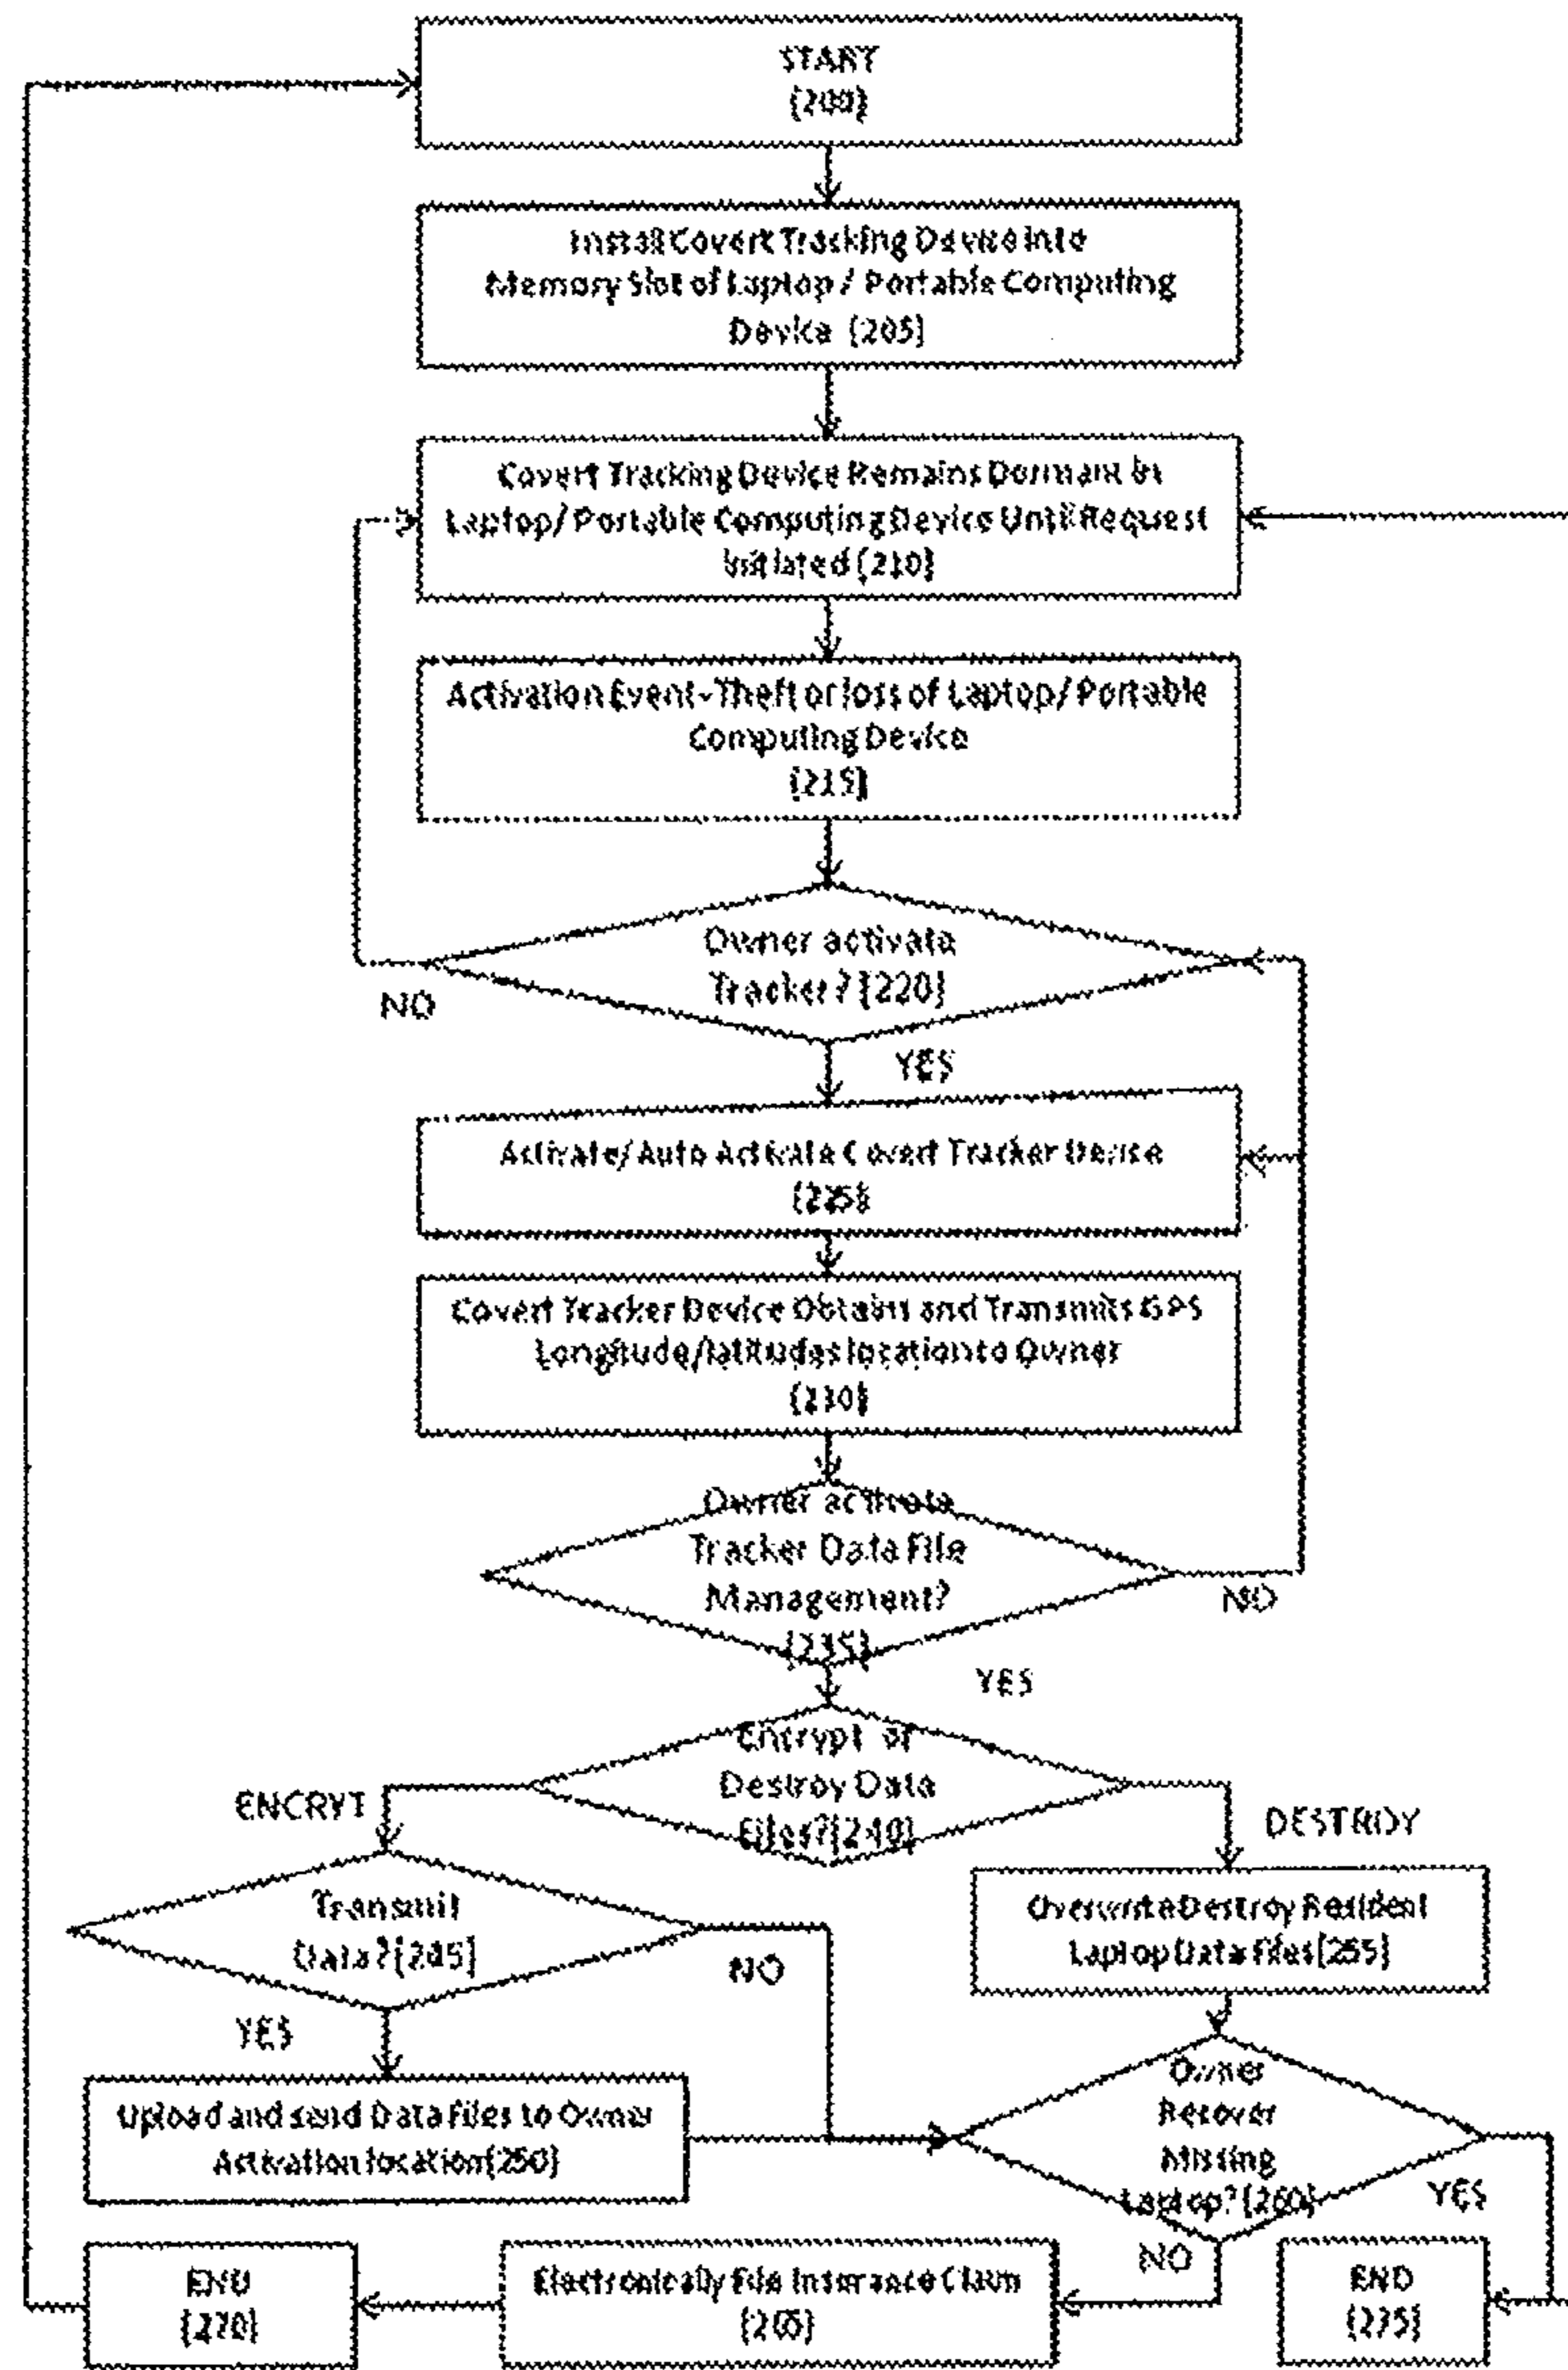 START
(200)
Install Covert Tracking Device into
Memory Slot of Laptop / Portable Computing
Device (205)
Covert Tracking Device Remains Dormant in
Laptop/ Portable Computing Device Until Request
Initiated (210)
Activation Event-Theft or loss of Laptop/ Portable
Computing Device
(215)
Owner activate
Tracker? (220)
NO
YES
Activate/ Auto Activate Covert Tracker Device
(225)
Covert Tracker Device Obtains and Transmits GPS
Longitude/latitudes location to Owner
(230)
Owner activate
Tracker Data File
Management?
(235)
NO
YES
Encrypt or
Destroy Data
Files?(240)
ENCRYT
DESTROY
Transmit
Data?(245)
NO
YES
Overwrite Destroy Resident
Laptop Data Files(255)
Upload and send Data files to Owner
Activation location(250)
Owner
Recover
Missing
Laptop?(260)
YES
NO
END
(270)
Electronically File Insurance Claim
(265)
END
(275)